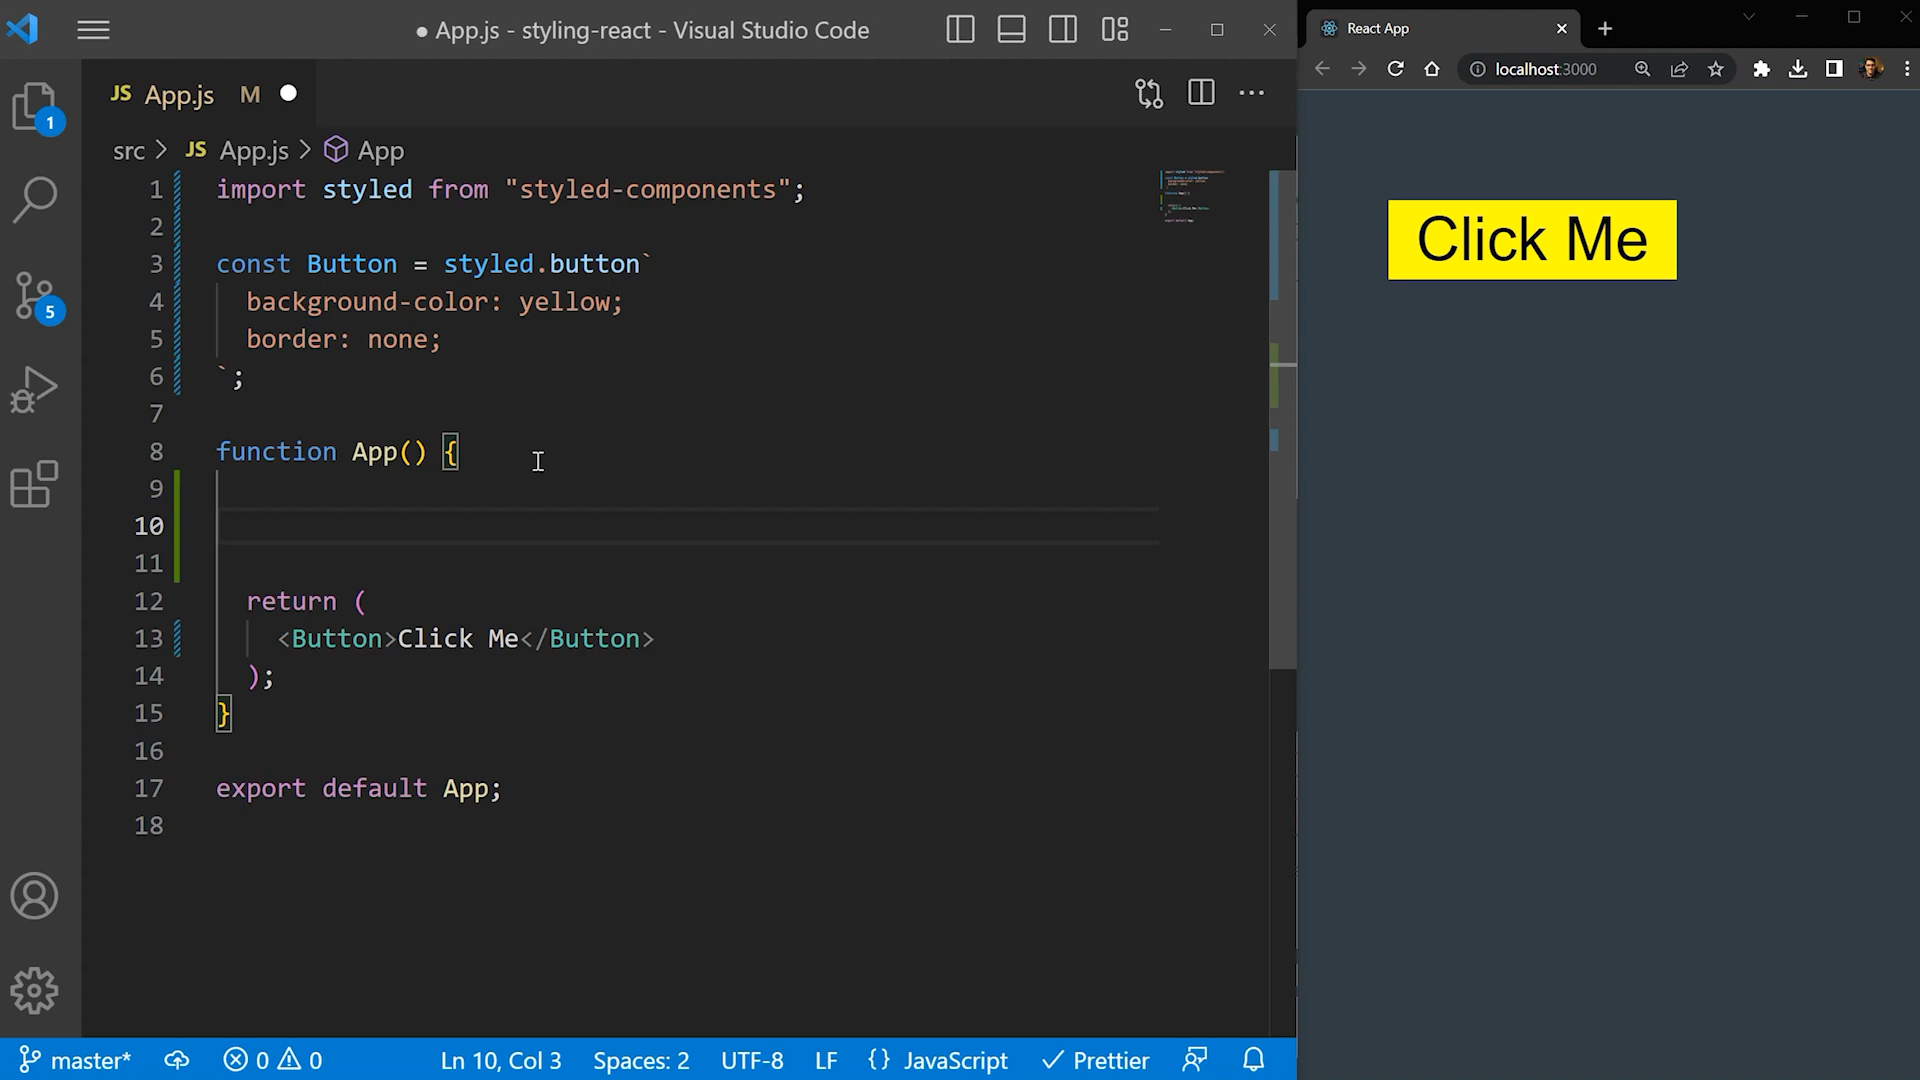 ● App.js - styling-react - Visual Studio Code
JS App.js M
src > JS App.js > App
1 import styled from "styled-components";
2
3 const Button = styled.button`
4 background-color: yellow;
5 border: none;
6 `;
7
8 function App() {
9
10
11
12 return (
13 <Button>Click Me</Button>
14 );
15 }
16
17 export default App;
18
1
5
master* 0 0 Ln 10, Col 3 Spaces: 2 UTF-8 LF {} JavaScript Prettier
React App
localhost:3000
Click Me